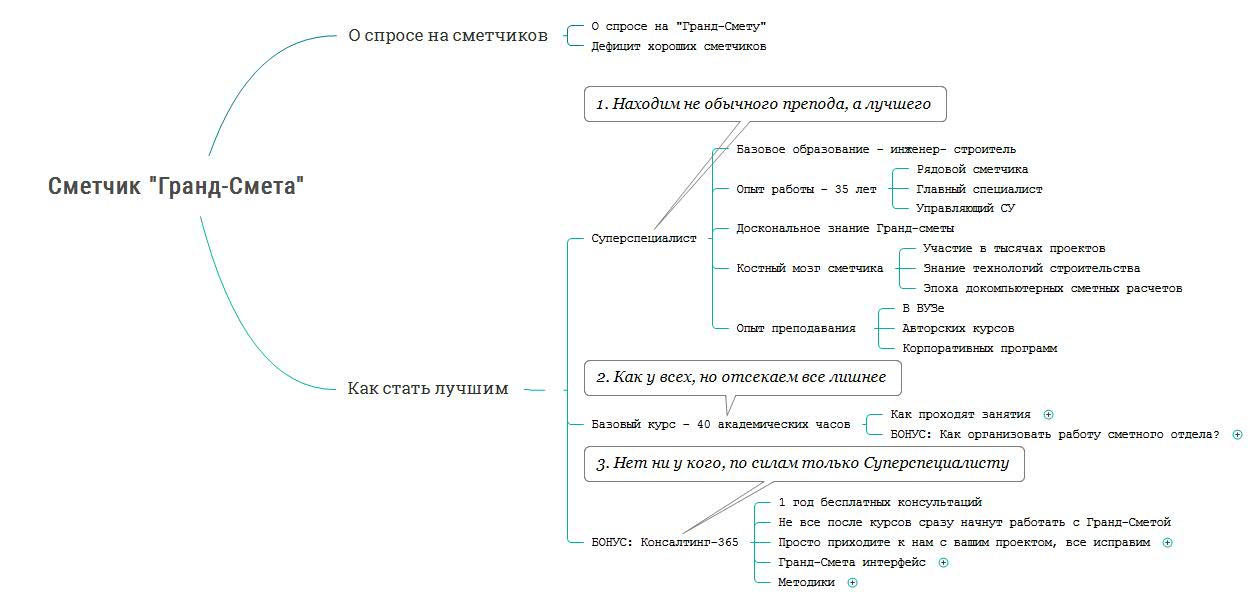 Сметчик "Гранд-Смета"
О спросе на сметчиков
О спросе на "Гранд-Смету"
Дефицит хороших сметчиков
Как стать лучшим
1. Находим не обычного препода, а лучшего
Суперспециалист
Базовое образование - инженер- строитель
Опыт работы - 35 лет
Рядовой сметчика
Главный специалист
Управляющий СУ
Доскональное знание Гранд-сметы
Костный мозг сметчика
Участие в тысячах проектов
Знание технологий строительства
Эпоха докомпьютерных сметных расчетов
Опыт преподавания
В ВУЗе
Авторских курсов
Корпоративных программ
2. Как у всех, но отсекаем все лишнее
Базовый курс - 40 академических часов
Как проходят занятия
БОНУС: Как организовать работу сметного отдела?
3. Нет ни у кого, по силам только Суперспециалисту
БОНУС: Консалтинг-365
1 год бесплатных консультаций
Не все после курсов сразу начнут работать с Гранд-Сметой
Просто приходите к нам с вашим проектом, все исправим
Гранд-Смета интерфейс
Методики